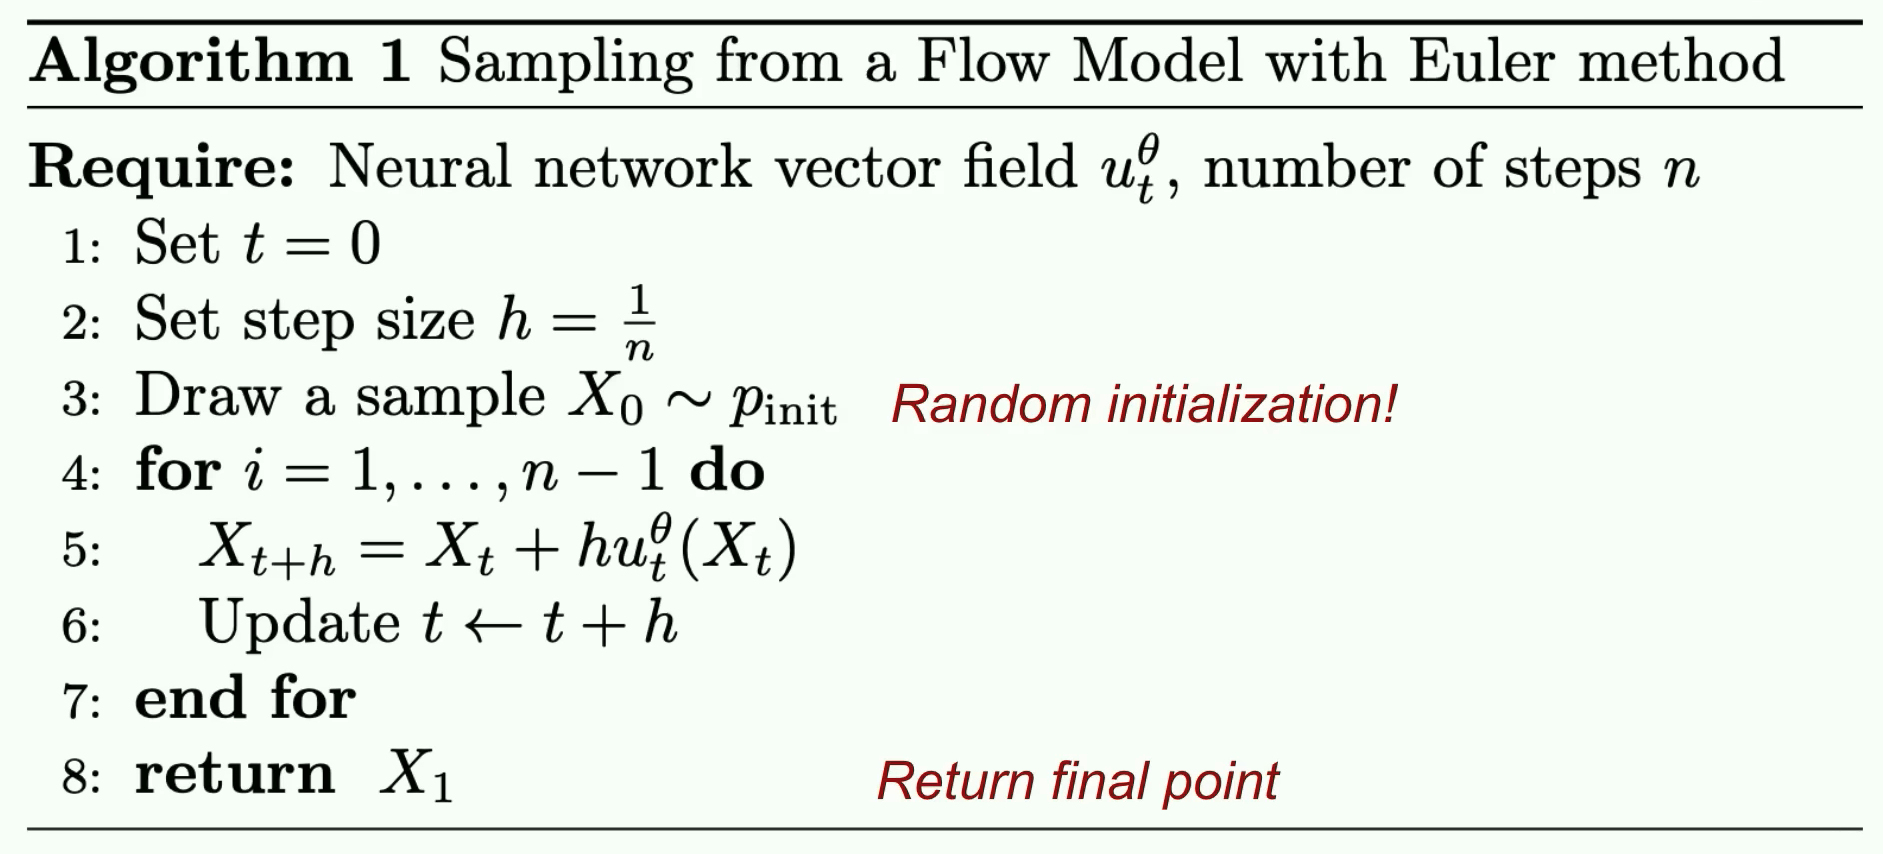 Algorithm 1 Sampling from a Flow Model with Euler method
Require: Neural network vector field $u_t^\theta$, number of steps $n$
1: Set $t = 0$
2: Set step size $h = \frac{1}{n}$
3: Draw a sample $X_0 \sim p_{\text{init}}$ Random initialization!
4: for $i = 1, \ldots, n - 1$ do
5: $X_{t+h} = X_t + hu_t^\theta(X_t)$
6: Update $t \leftarrow t + h$
7: end for
8: return $X_1$ Return final point